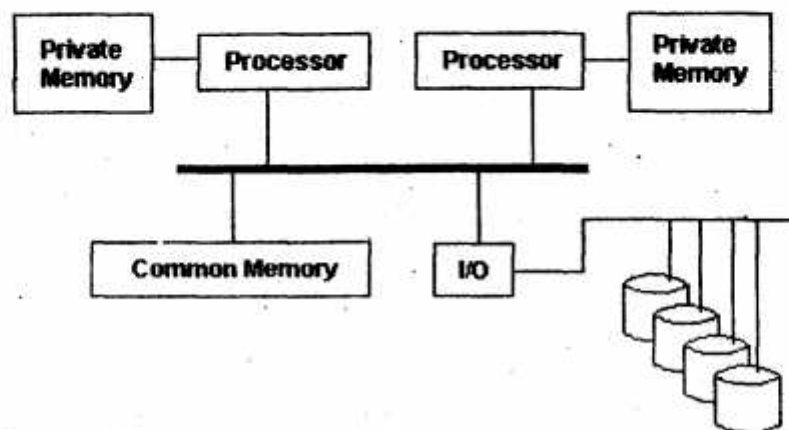 Private
Memory
Processor
Processor
Private
Memory
Common Memory
I/O